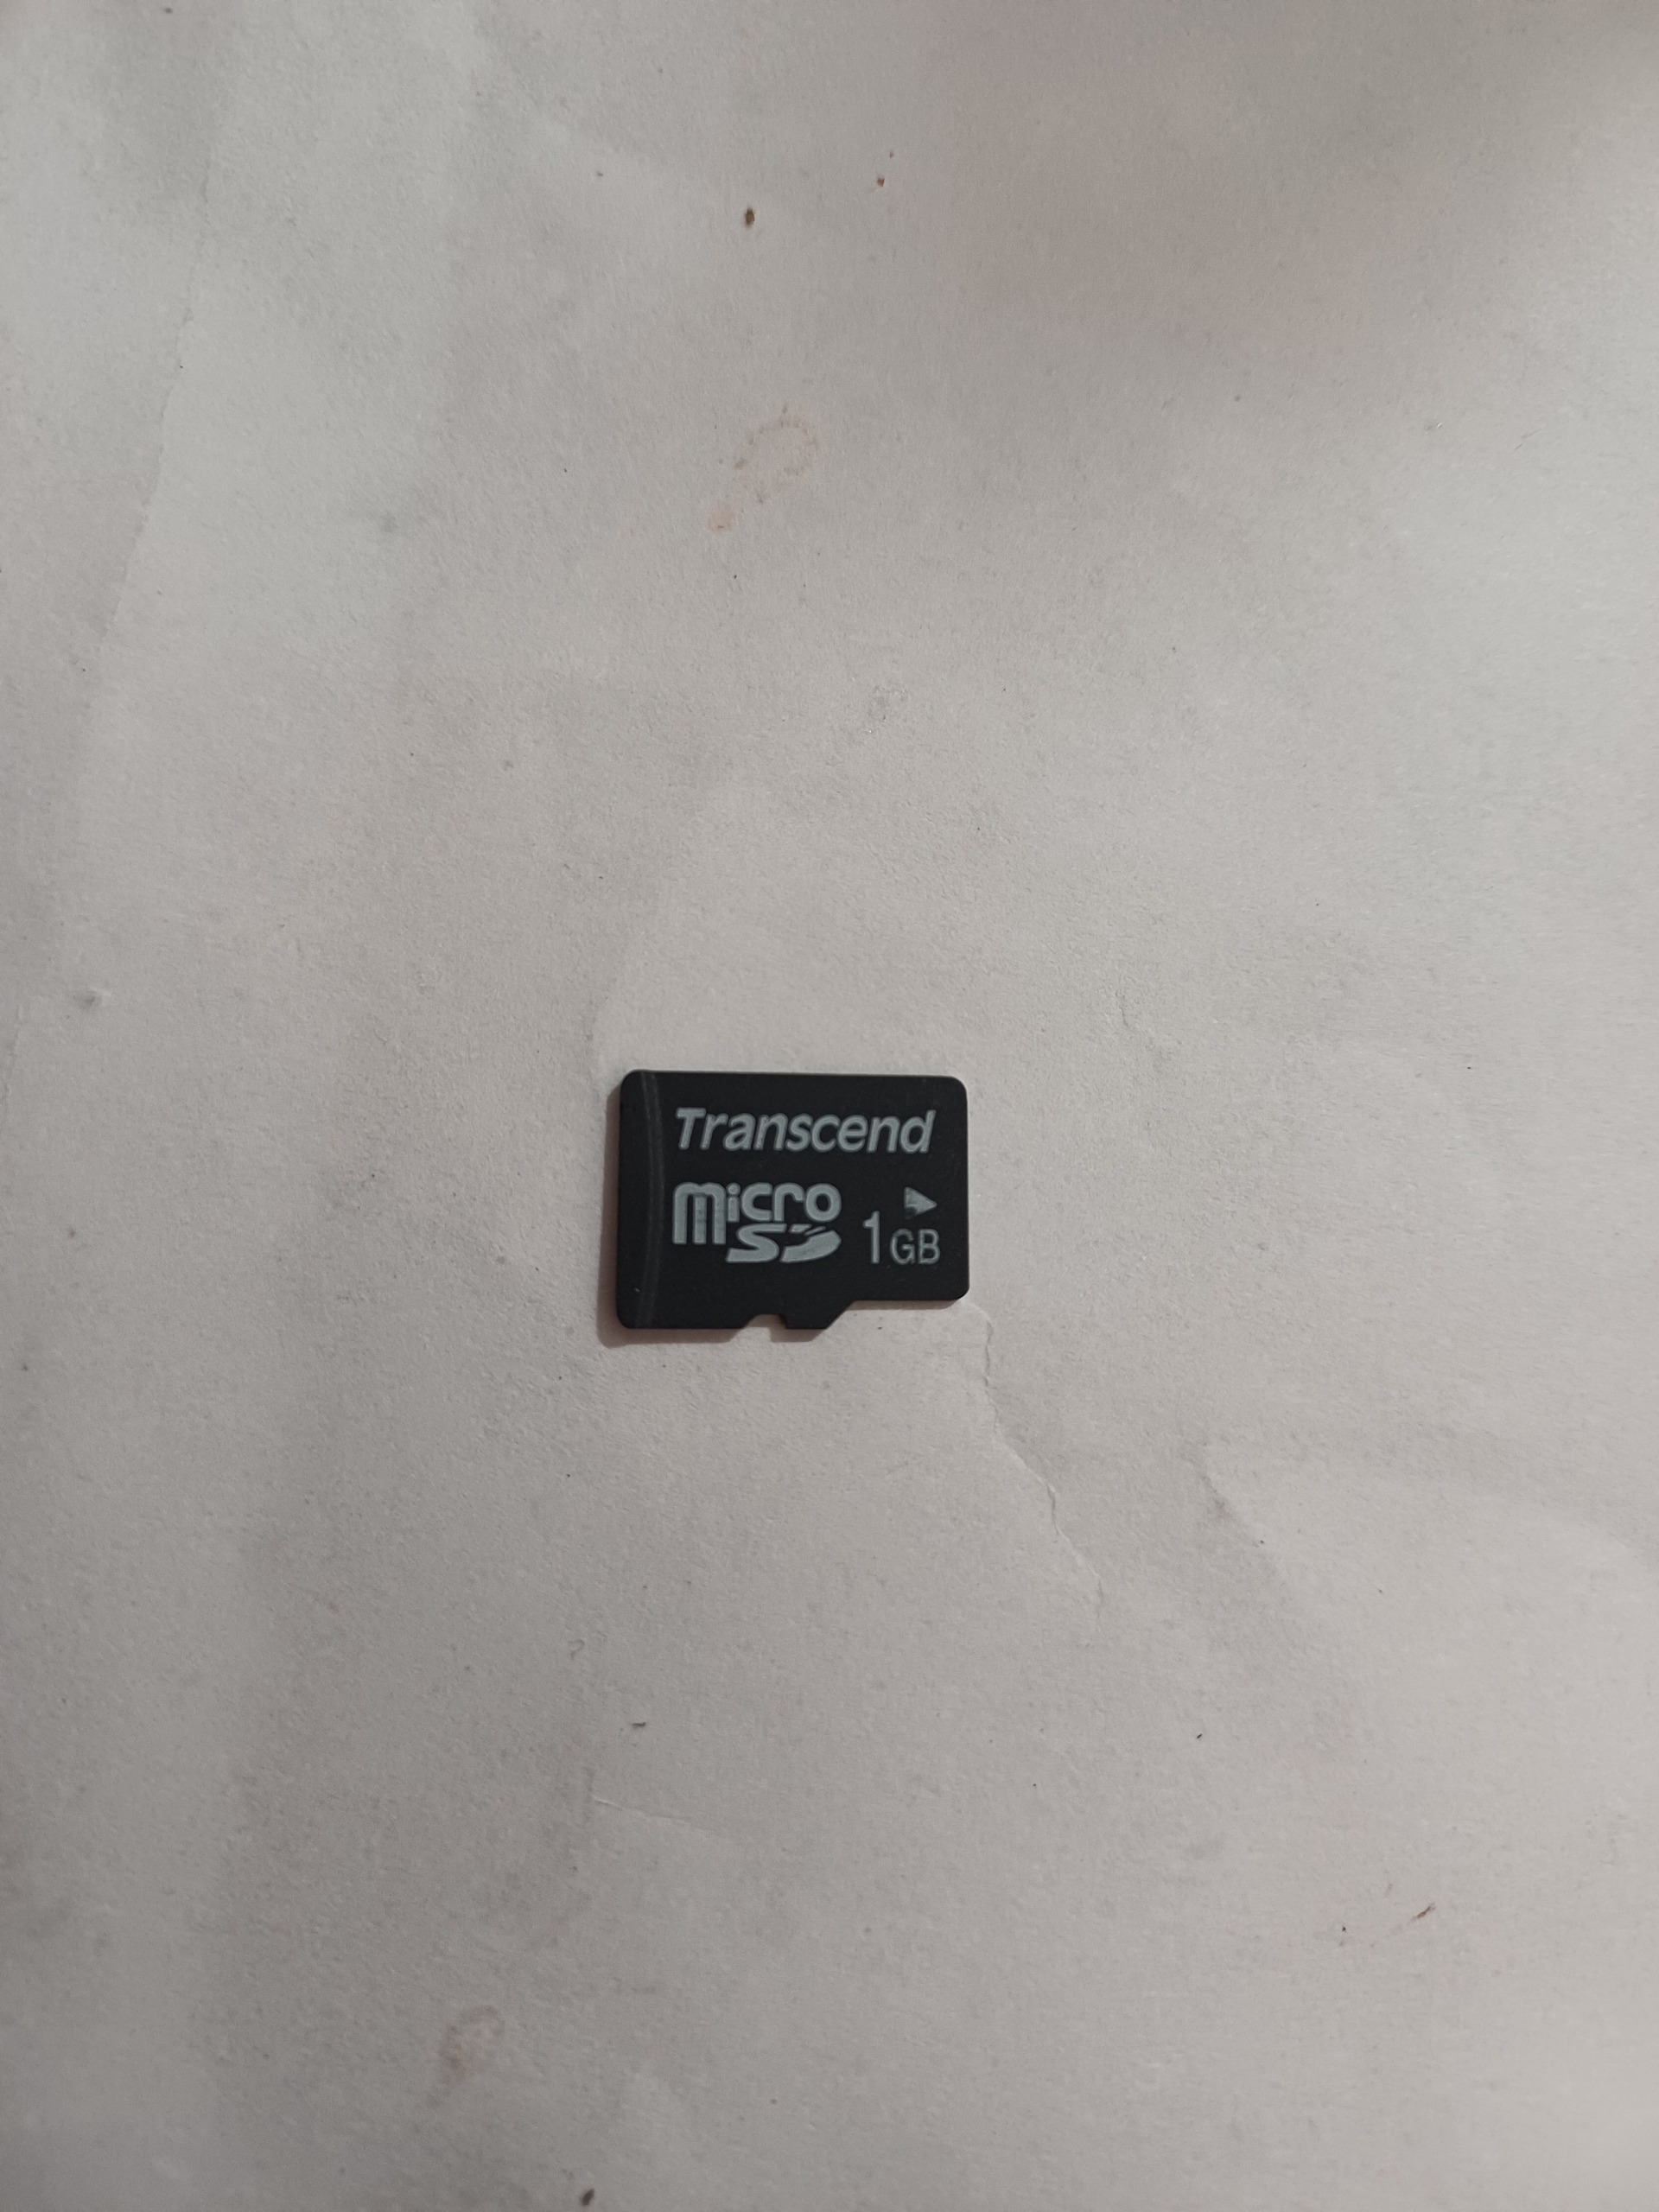 Transcend
micro
SD 1GB